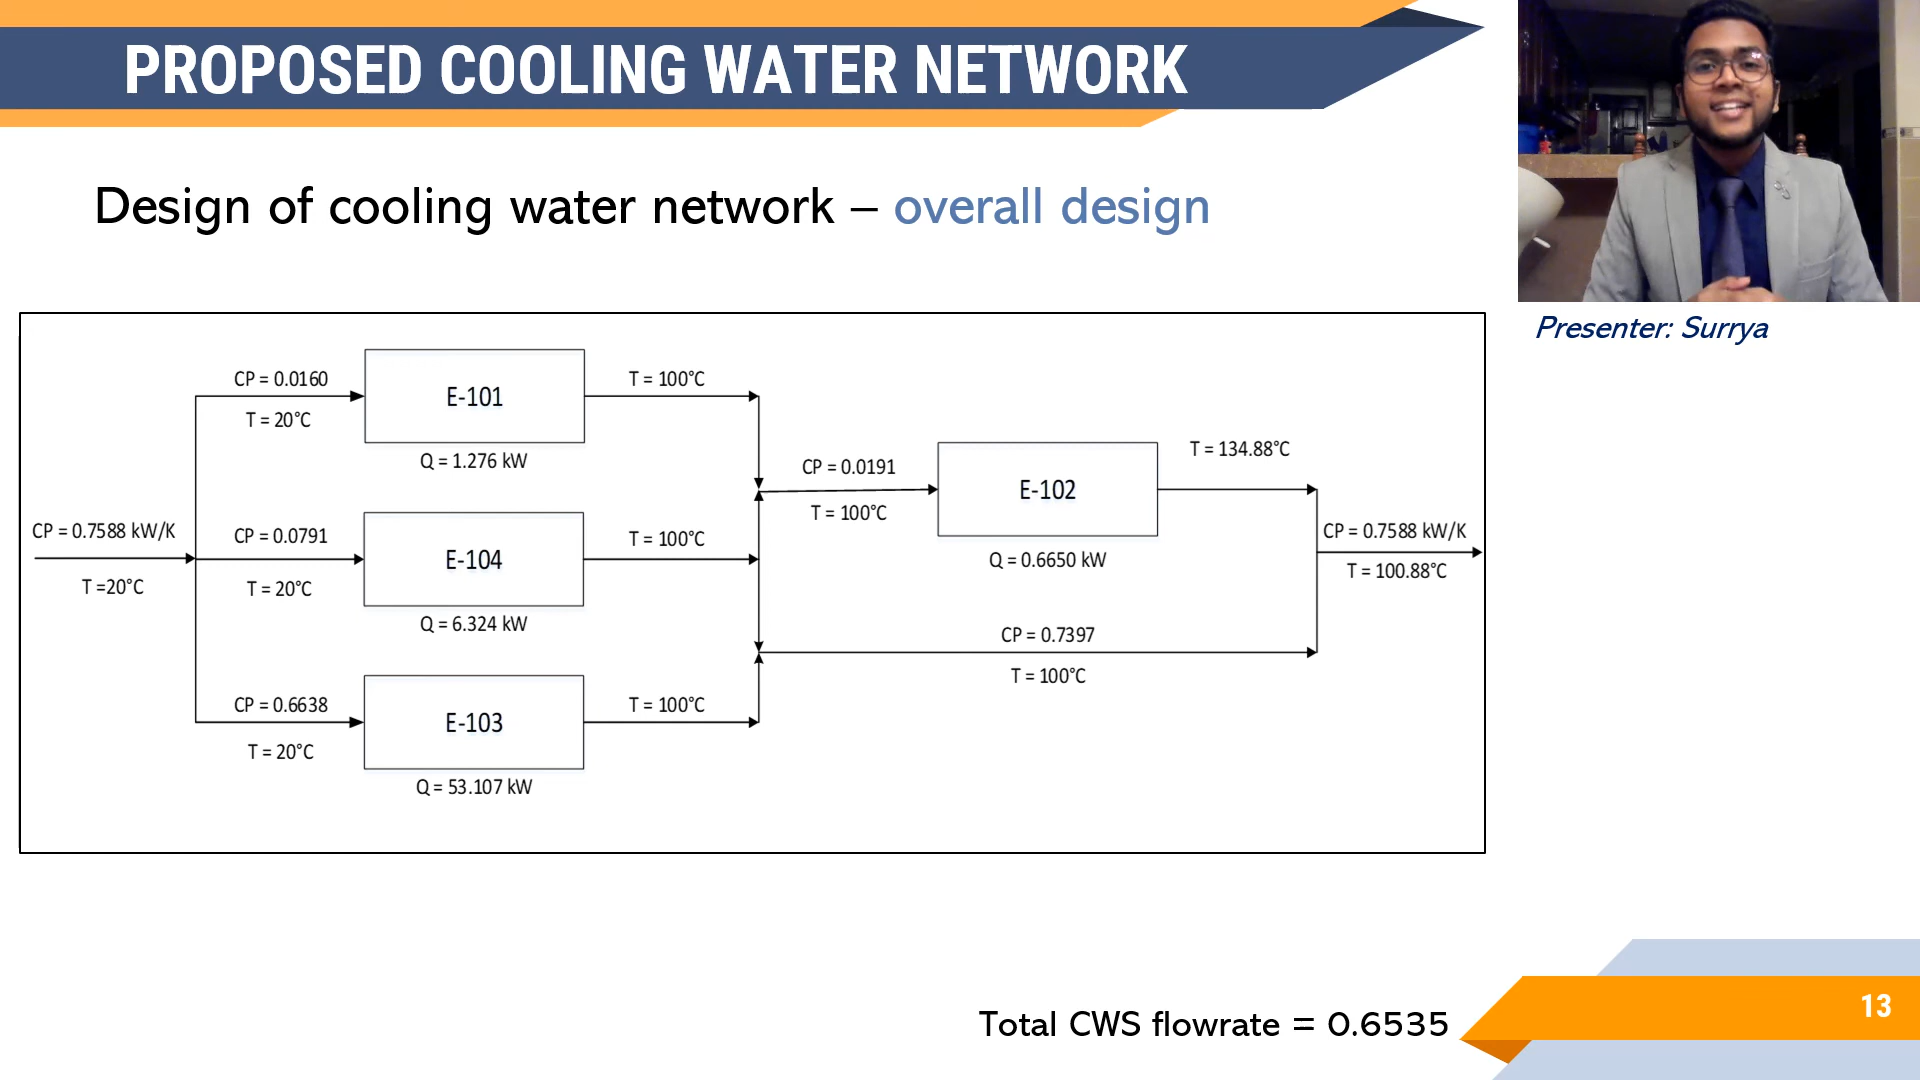 PROPOSED COOLING WATER NETWORK
Design of cooling water network – overall design
Presenter: Surrya
CP = 0.0160
T = 20°C
E-101
Q = 1.276 kW
T = 100°C
CP = 0.7588 kW/K
T =20°C
CP = 0.0791
T = 20°C
E-104
Q = 6.324 kW
T = 100°C
CP = 0.6638
T = 20°C
E-103
Q = 53.107 kW
T = 100°C
CP = 0.0191
T = 100°C
E-102
Q = 0.6650 kW
T = 134.88°C
CP = 0.7397
T = 100°C
CP = 0.7588 kW/K
T = 100.88°C
Total CWS flowrate = 0.6535
13